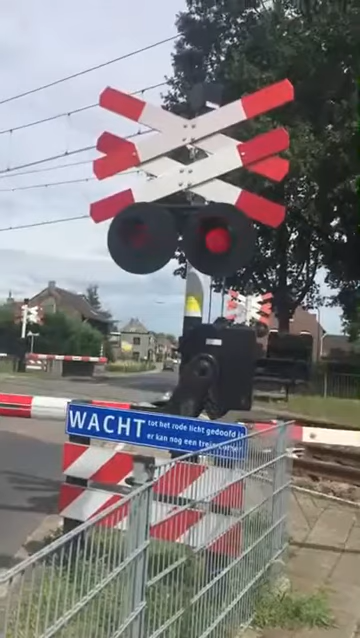 WACHT tot het rode licht gedoofd is
er kan nog een trein komen